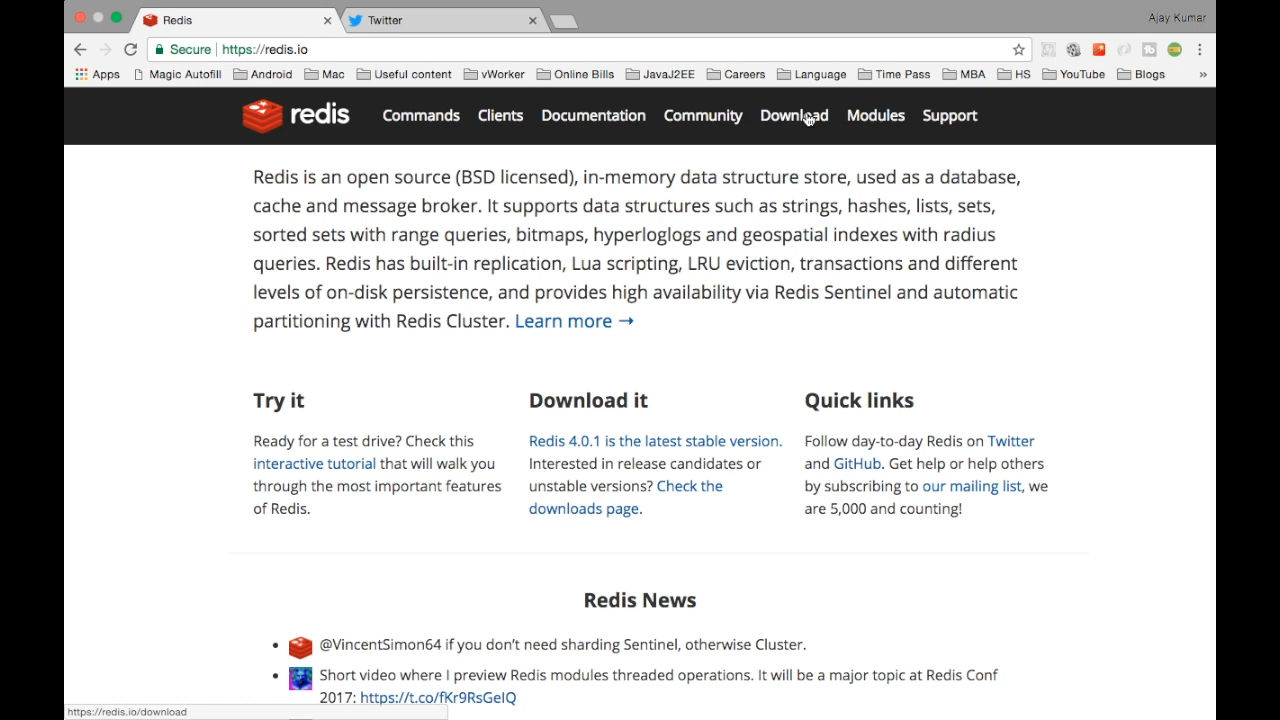 Redis
Twitter
Ajay Kumar
Secure https://redis.io
Apps Magic Autofill Android Mac Useful content vWorker Online Bills JavaJ2EE Careers Language Time Pass MBA HS YouTube Blogs »
redis Commands Clients Documentation Community Download Modules Support
Redis is an open source (BSD licensed), in-memory data structure store, used as a database,
cache and message broker. It supports data structures such as strings, hashes, lists, sets,
sorted sets with range queries, bitmaps, hyperloglogs and geospatial indexes with radius
queries. Redis has built-in replication, Lua scripting, LRU eviction, transactions and different
levels of on-disk persistence, and provides high availability via Redis Sentinel and automatic
partitioning with Redis Cluster. Learn more →
Try it
Ready for a test drive? Check this
interactive tutorial that will walk you
through the most important features
of Redis.
Download it
Redis 4.0.1 is the latest stable version.
Interested in release candidates or
unstable versions? Check the
downloads page.
Quick links
Follow day-to-day Redis on Twitter
and GitHub. Get help or help others
by subscribing to our mailing list, we
are 5,000 and counting!
Redis News
• @VincentSimon64 if you don't need sharding Sentinel, otherwise Cluster.
• Short video where I preview Redis modules threaded operations. It will be a major topic at Redis Conf
2017: https://t.co/fKr9RsGeIQ
https://redis.io/download